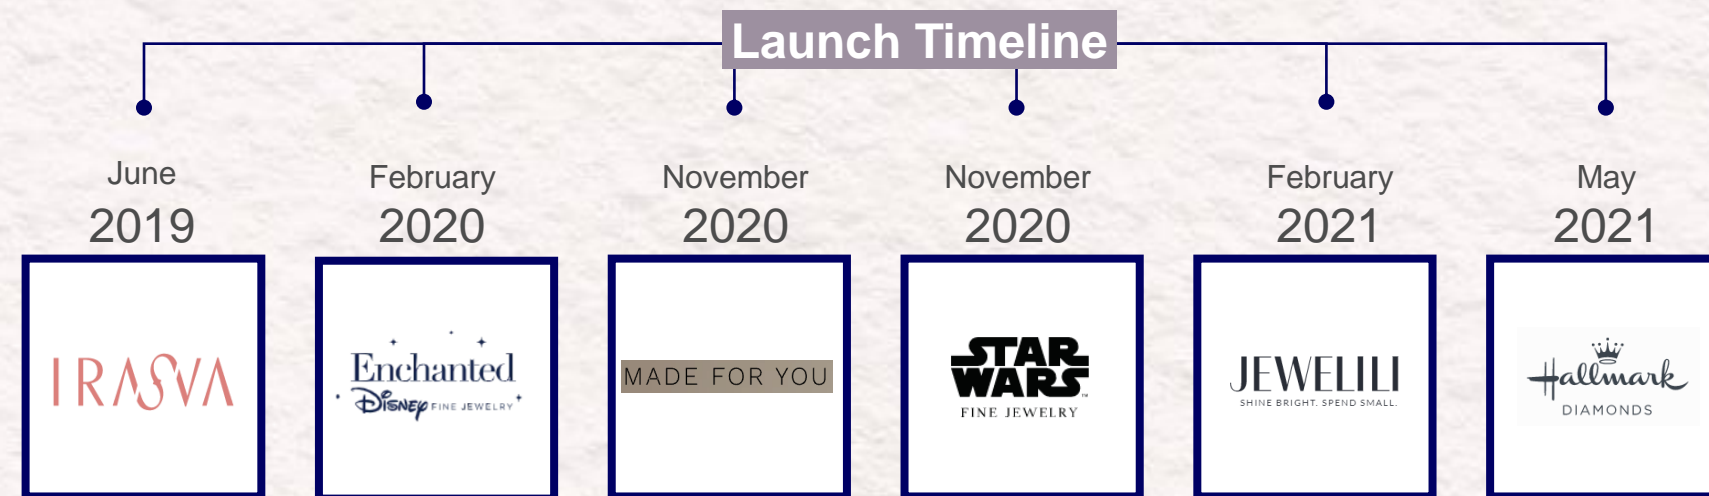 Launch Timeline
June
2019
IRASVA
February
2020
Enchanted
Disney FINE JEWELRY
November
2020
MADE FOR YOU
November
2020
STAR
WARS™
FINE JEWELRY
February
2021
JEWELILI
SHINE BRIGHT. SPEND SMALL.
May
2021
Hallmark
DIAMONDS